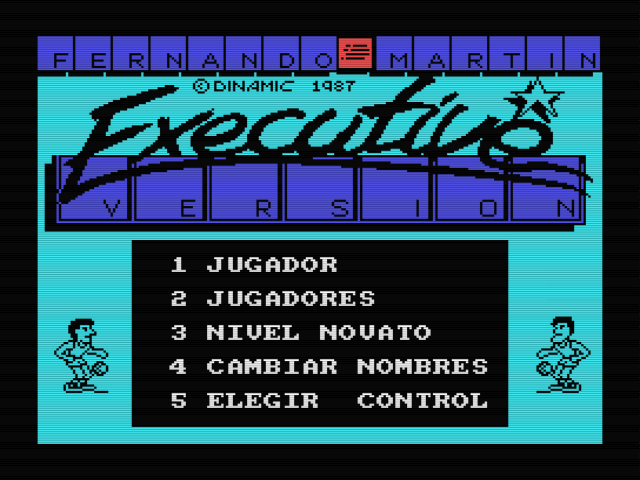 FERNANDO MARTIN
© DINAMIC 1987
Executive
VERSION
1 JUGADOR
2 JUGADORES
3 NIVEL NOVATO
4 CAMBIAR NOMBRES
5 ELEGIR CONTROL